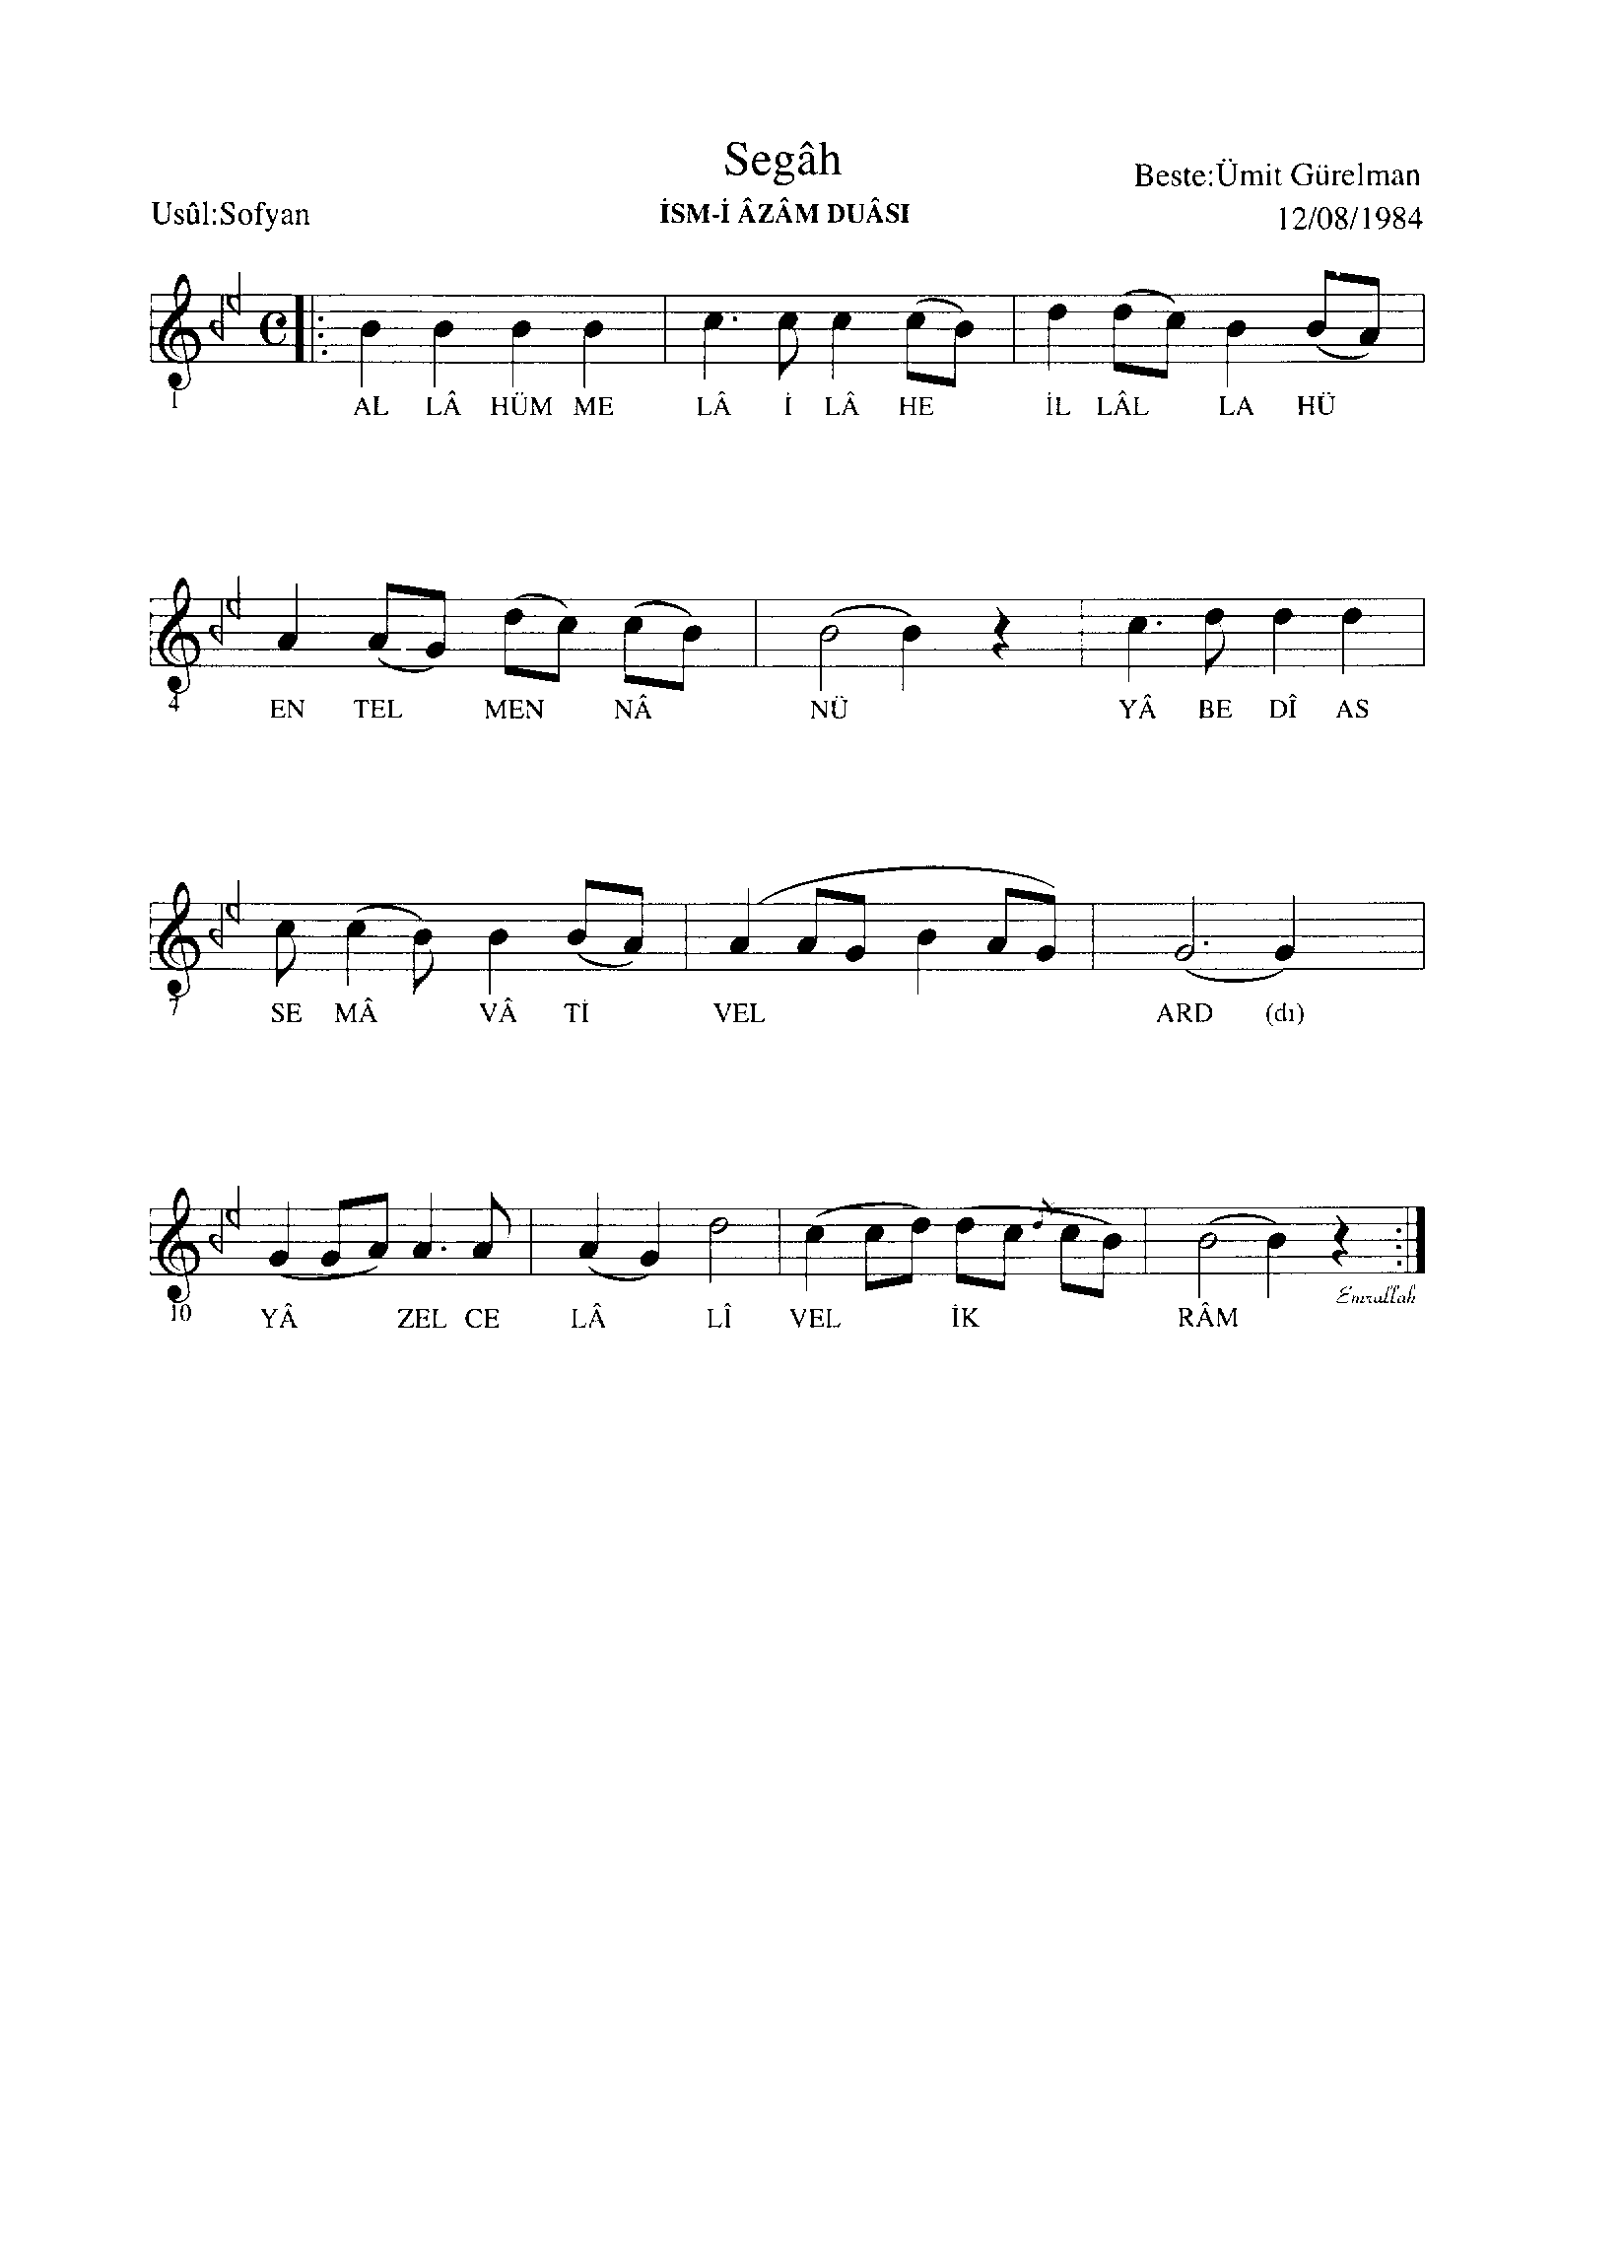 Segâh
Beste:Ümit Gürelman
Usûl:Sofyan
İSM-İ ÂZÂM DUÂSI
12/08/1984
1
AL LÂ HÜM ME LÂ İ LÂ HE İL LÂL LA HÜ
4
EN TEL MEN NÂ NÜ YÂ BE DÎ AS
7
SE MÂ VÂ Tİ VEL ARD (dı)
Emrallah
10
YÂ ZEL CE LÂ LÎ VEL İK RÂM